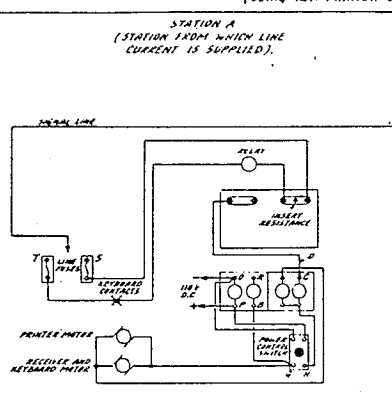 STATION A
(STATION FROM WHICH LINE
CURRENT IS SUPPLIED).
SIGNAL LINE
RELAY
INSERT
RESISTANCE
T
LINE
FUSES
S
KEYBOARD
CONTACTS
D
O
R
C
110V
D.C.
-
+
P
B
PRINTER MOTOR
POWER
CONTROL
SWITCH
RECEIVER AND
KEYBOARD MOTOR